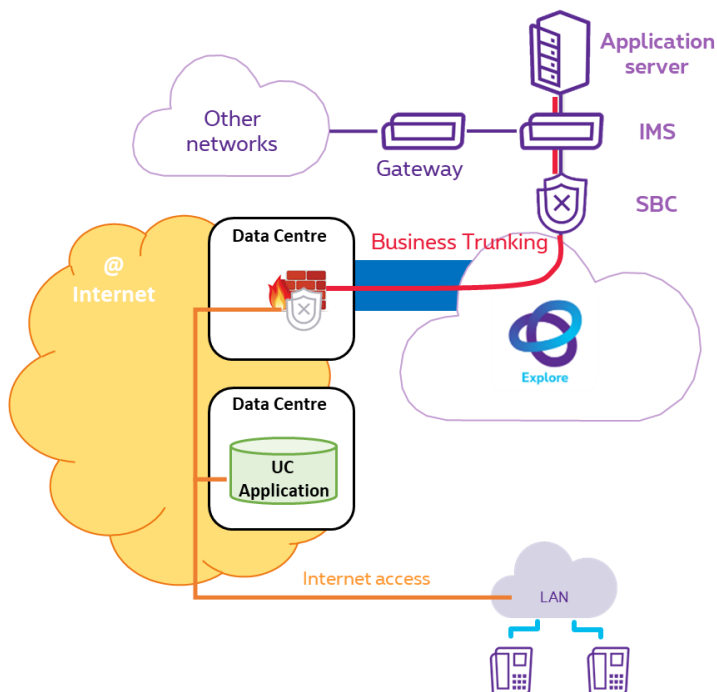 Application
server
Other
networks
IMS
Gateway
SBC
Data Centre
Business Trunking
@
Internet
Explore
Data Centre
UC
Application
Internet access
LAN